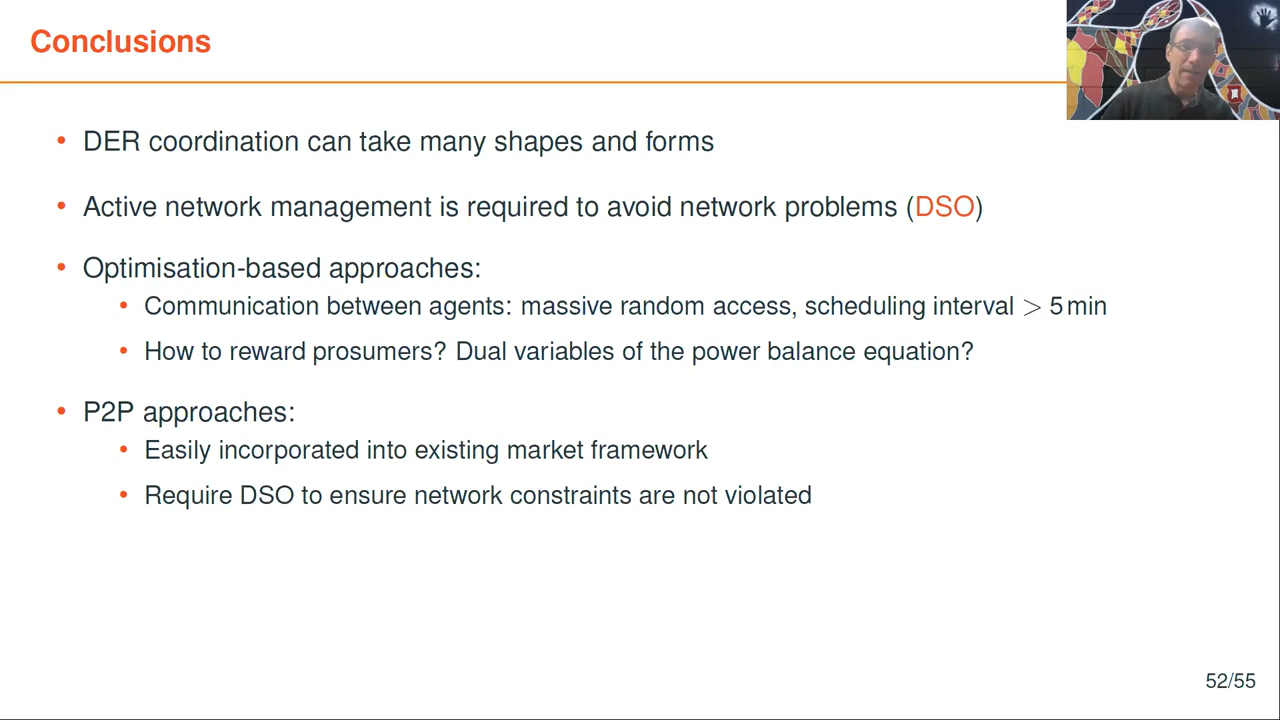 Conclusions
• DER coordination can take many shapes and forms
• Active network management is required to avoid network problems (DSO)
• Optimisation-based approaches:
• Communication between agents: massive random access, scheduling interval > 5 min
• How to reward prosumers? Dual variables of the power balance equation?
• P2P approaches:
• Easily incorporated into existing market framework
• Require DSO to ensure network constraints are not violated
52/55